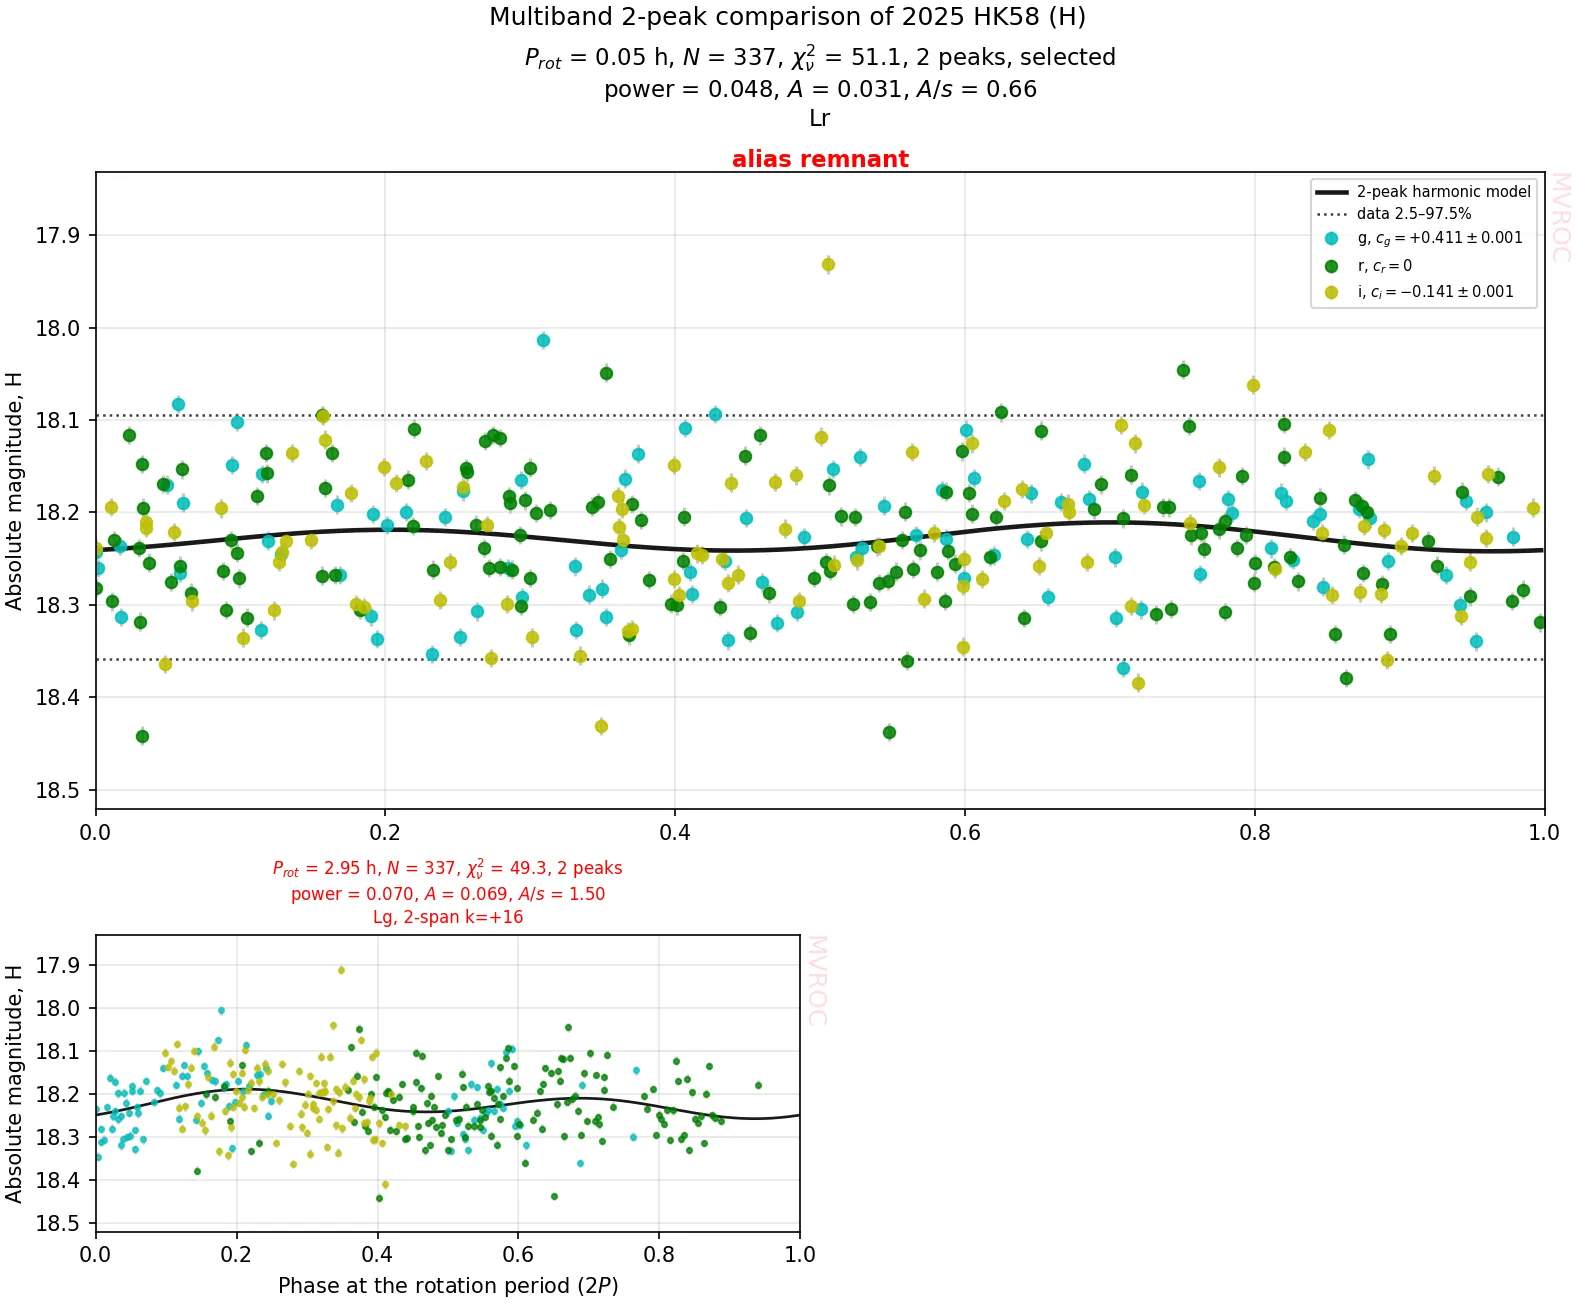 Multiband 2-peak comparison of 2025 HK58 (H)
P_rot = 0.05 h, N = 337, χ²_ν = 51.1, 2 peaks, selected
power = 0.048, A = 0.031, A/s = 0.66
Lr
alias remnant
2-peak harmonic model
data 2.5–97.5%
g, c_g = +0.411 ± 0.001
r, c_r = 0
i, c_i = −0.141 ± 0.001
MVROC
Absolute magnitude, H
17.9
18.0
18.1
18.2
18.3
18.4
18.5
0.0 0.2 0.4 0.6 0.8 1.0
P_rot = 2.95 h, N = 337, χ²_ν = 49.3, 2 peaks
power = 0.070, A = 0.069, A/s = 1.50
Lg, 2-span k=+16
MVROC
Absolute magnitude, H
17.9
18.0
18.1
18.2
18.3
18.4
18.5
0.0 0.2 0.4 0.6 0.8 1.0
Phase at the rotation period (2P)